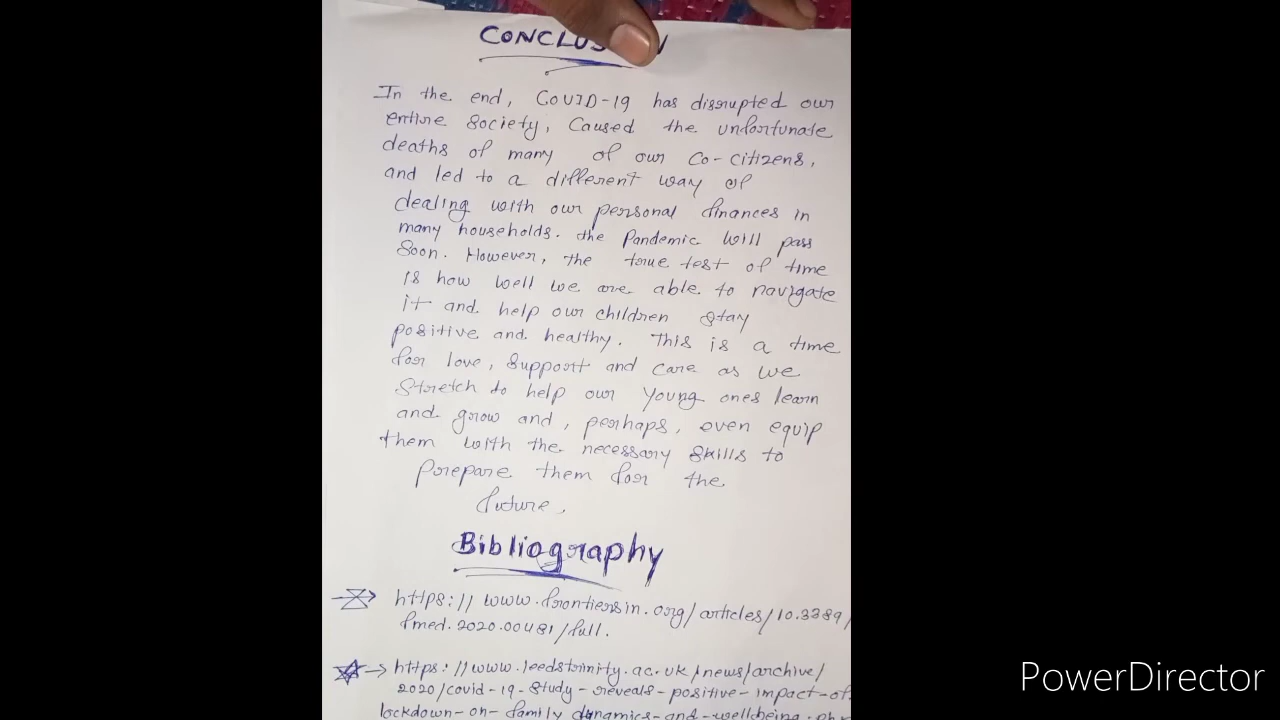 CONCLUSION
In the end, COVID-19 has disrupted our
entire society, caused the unfortunate
deaths of many of our co-citizens,
and led to a different way of
dealing with our personal finances in
many households. the Pandemic will pass
soon. However, the true test of time
is how well we are able to navigate
it and help our children stay
positive and healthy. This is a time
for love, support and care as we
stretch to help our young ones learn
and grow and, perhaps, even equip
them with the necessary skills to
prepare them for the
future.
Bibliography
https://www.frontiersin.org/articles/10.3389/
fmed.2020.00481/full.
https://www.leedstrinity.ac.uk/news/archive/
2020/covid-19-study-reveals-positive-impact-of
lockdown-on-family dynamics-and-wellbeing.php
PowerDirector